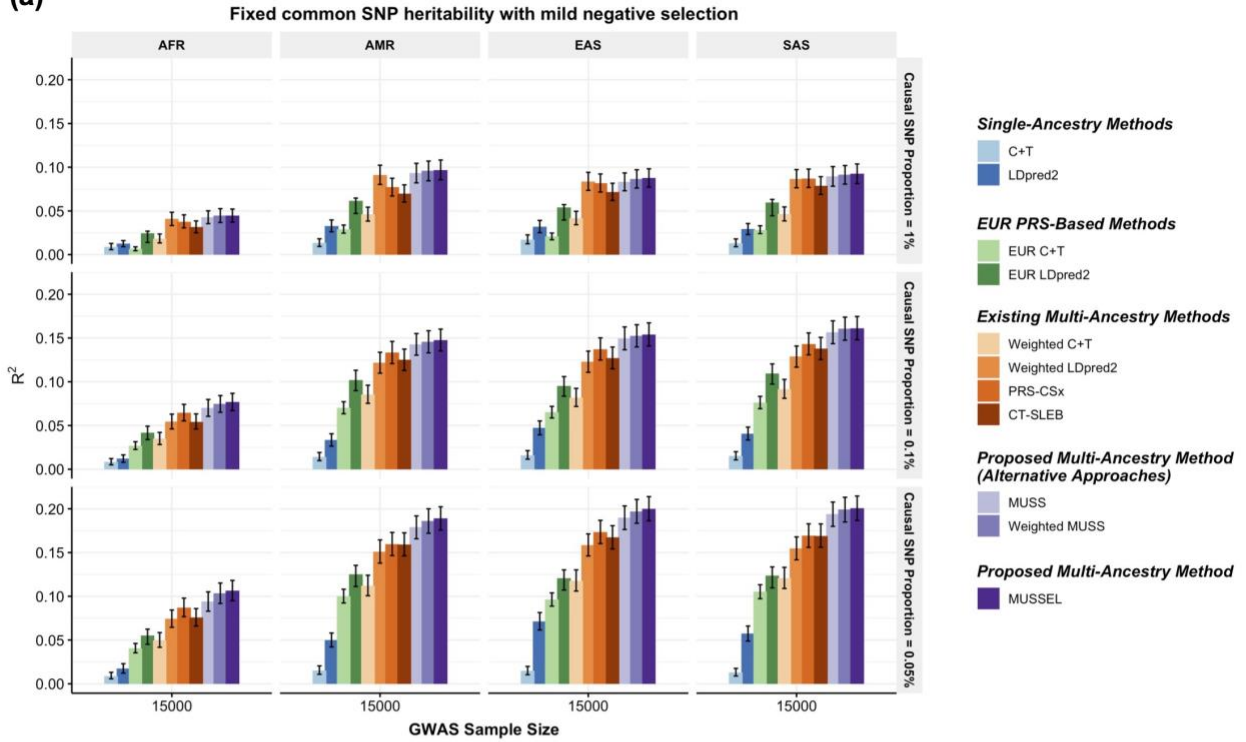 (a)
Fixed common SNP heritability with mild negative selection
AFR
AMR
EAS
SAS
R2
0.20
0.15
0.10
0.05
0.00
Causal SNP Proportion = 1%
0.20
0.15
0.10
0.05
0.00
Causal SNP Proportion = 0.1%
0.20
0.15
0.10
0.05
0.00
Causal SNP Proportion = 0.05%
15000
15000
15000
15000
GWAS Sample Size
Single-Ancestry Methods
C+T
LDpred2
EUR PRS-Based Methods
EUR C+T
EUR LDpred2
Existing Multi-Ancestry Methods
Weighted C+T
Weighted LDpred2
PRS-CSx
CT-SLEB
Proposed Multi-Ancestry Method
(Alternative Approaches)
MUSS
Weighted MUSS
Proposed Multi-Ancestry Method
MUSSEL